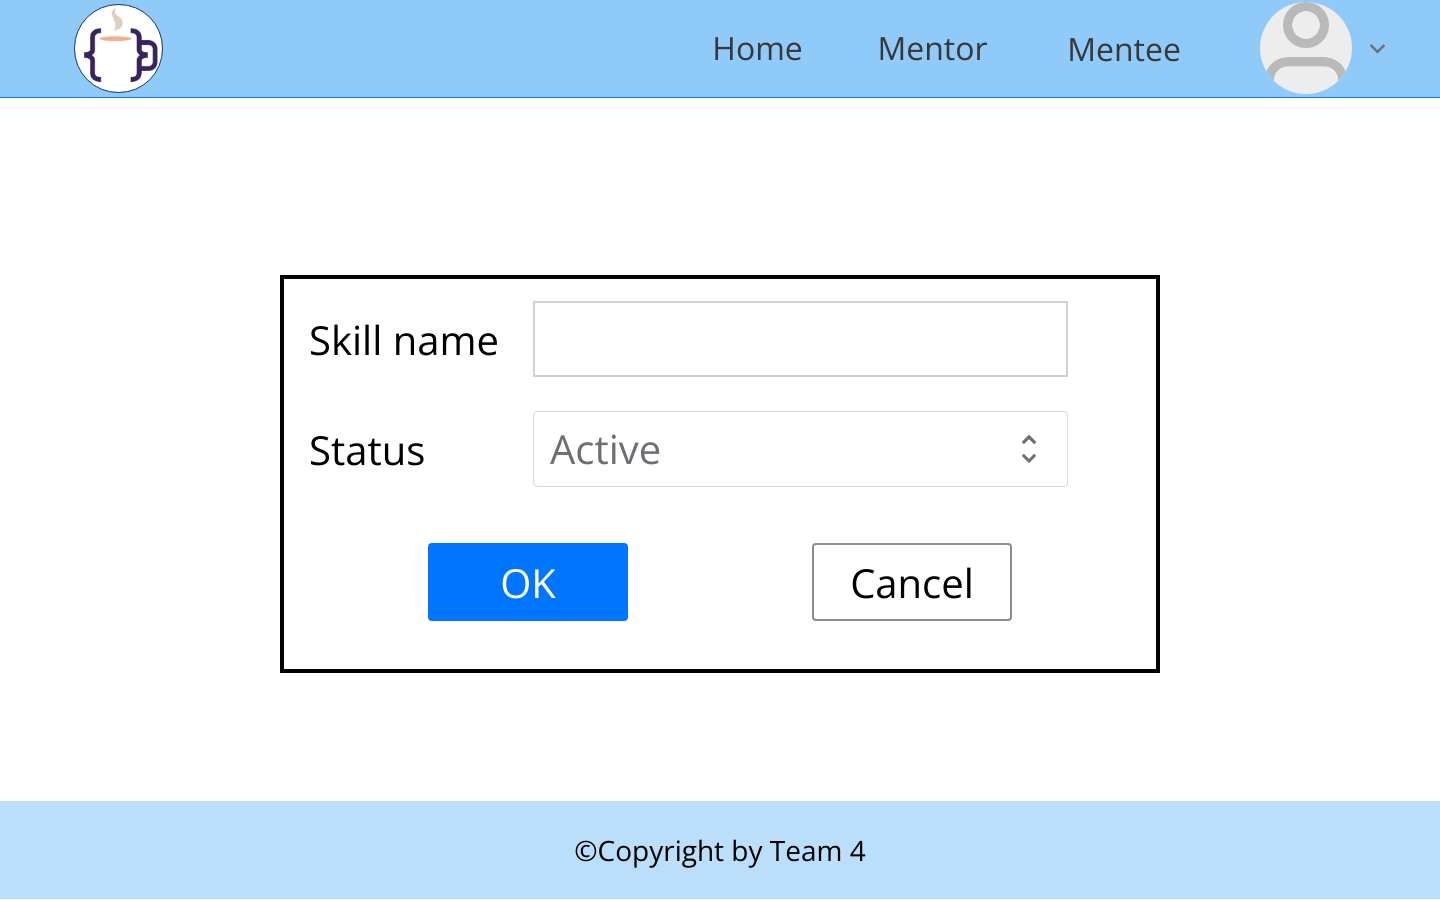 Home Mentor Mentee
Skill name
Status Active
OK Cancel
©Copyright by Team 4